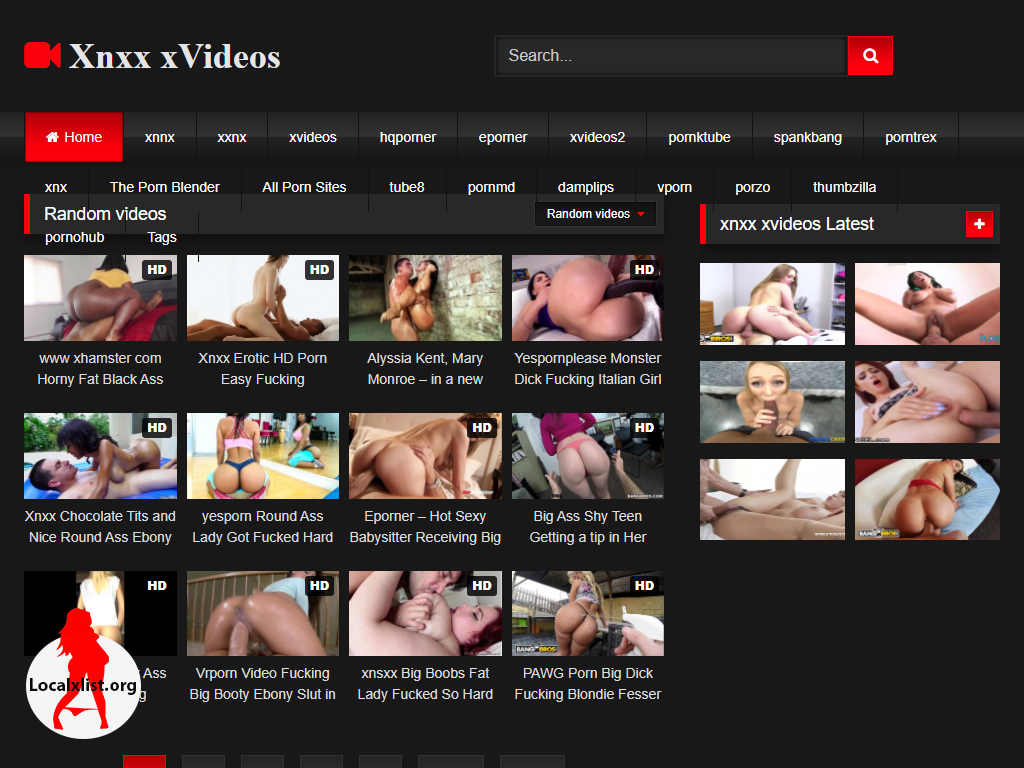 Xnxx xVideos
Search...
Home
xnnx
xxnx
xvideos
hqporner
eporner
xvideos2
pornktube
spankbang
porntrex
xnx
The Porn Blender
All Porn Sites
tube8
pornmd
damplips
vporn
porzo
thumbzilla
pornohub
Tags
Random videos
Random videos
xnnx xvideos Latest
HD
HD
HD
www xhamster com
Horny Fat Black Ass
Xnxx Erotic HD Porn
Easy Fucking
Alyssia Kent, Mary
Monroe – in a new
Yespornplease Monster
Dick Fucking Italian Girl
HD
HD
HD
Xnxx Chocolate Tits and
Nice Round Ass Ebony
yesporn Round Ass
Lady Got Fucked Hard
Eporner – Hot Sexy
Babysitter Receiving Big
Big Ass Shy Teen
Getting a tip in Her
HD
HD
HD
HD
Ass
g
Localxlist.org
Vrporn Video Fucking
Big Booty Ebony Slut in
xnsxx Big Boobs Fat
Lady Fucked So Hard
PAWG Porn Big Dick
Fucking Blondie Fesser
BANG BROS!
BANG BROS!